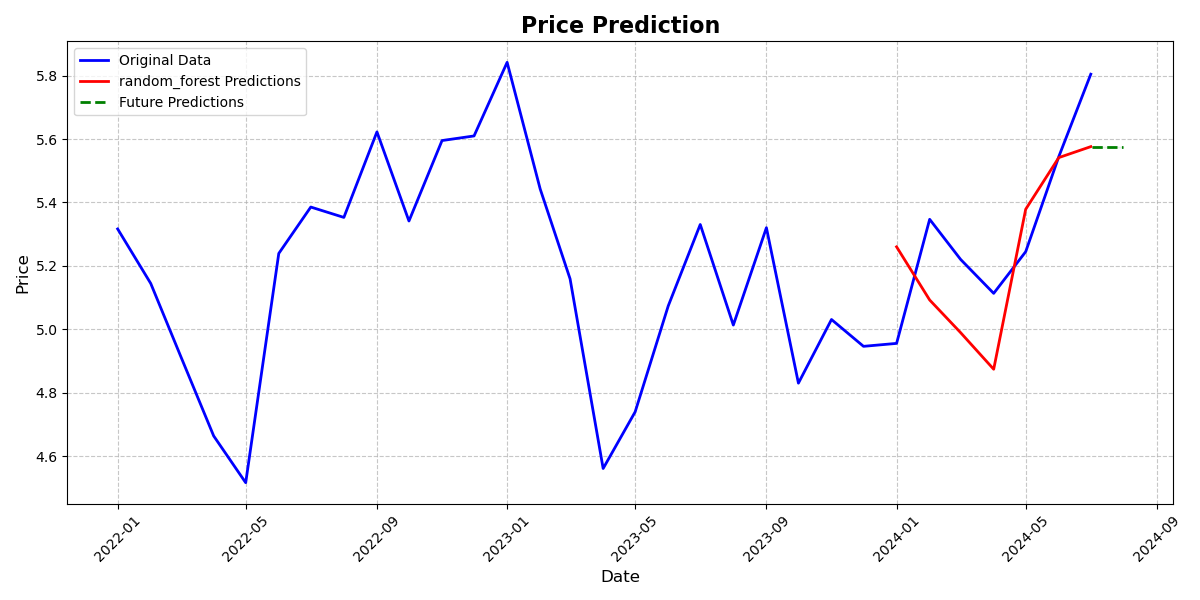 Price Prediction
Original Data
random_forest Predictions
Future Predictions
Price
5.8
5.6
5.4
5.2
5.0
4.8
4.6
2022-01
2022-05
2022-09
2023-01
2023-05
2023-09
2024-01
2024-05
2024-09
Date